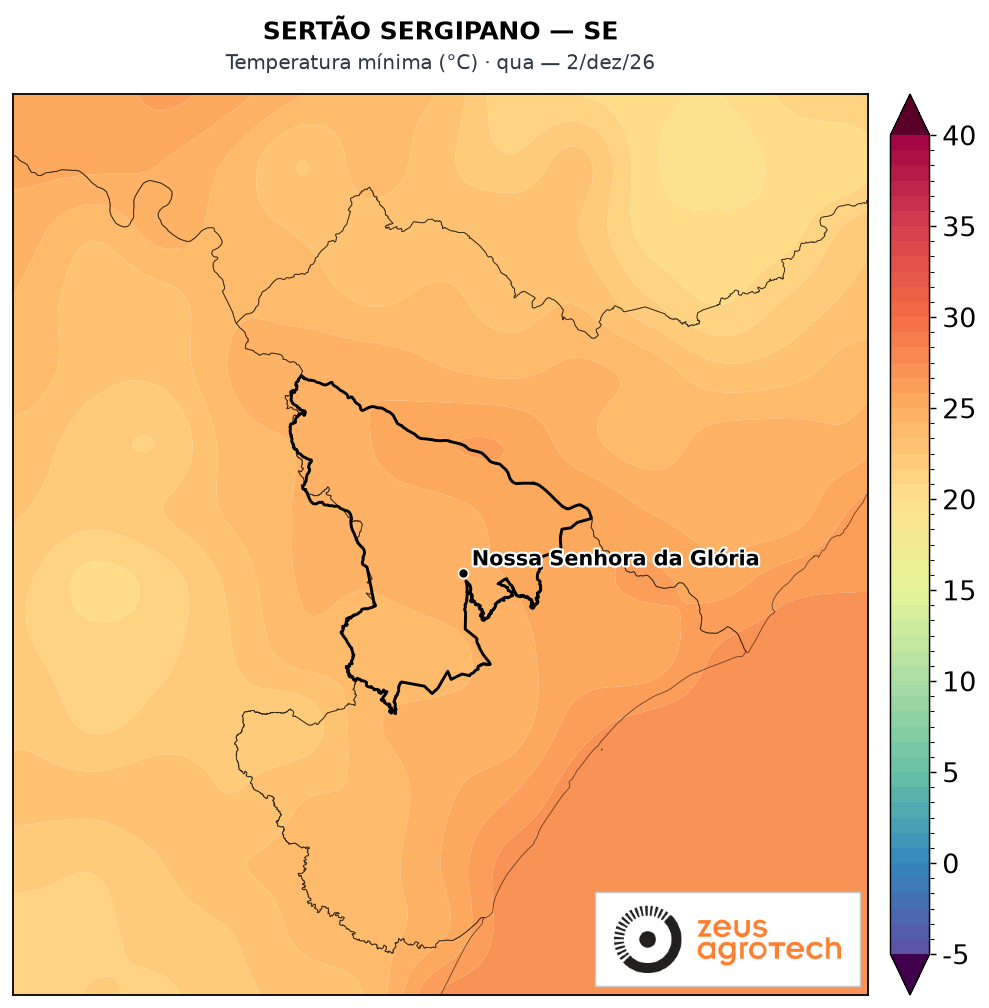 SERTÃO SERGIPANO — SE
Temperatura mínima (°C) · qua — 2/dez/26
40
35
30
25
20
15
10
5
0
-5
Nossa Senhora da Glória
zeus
agrotech